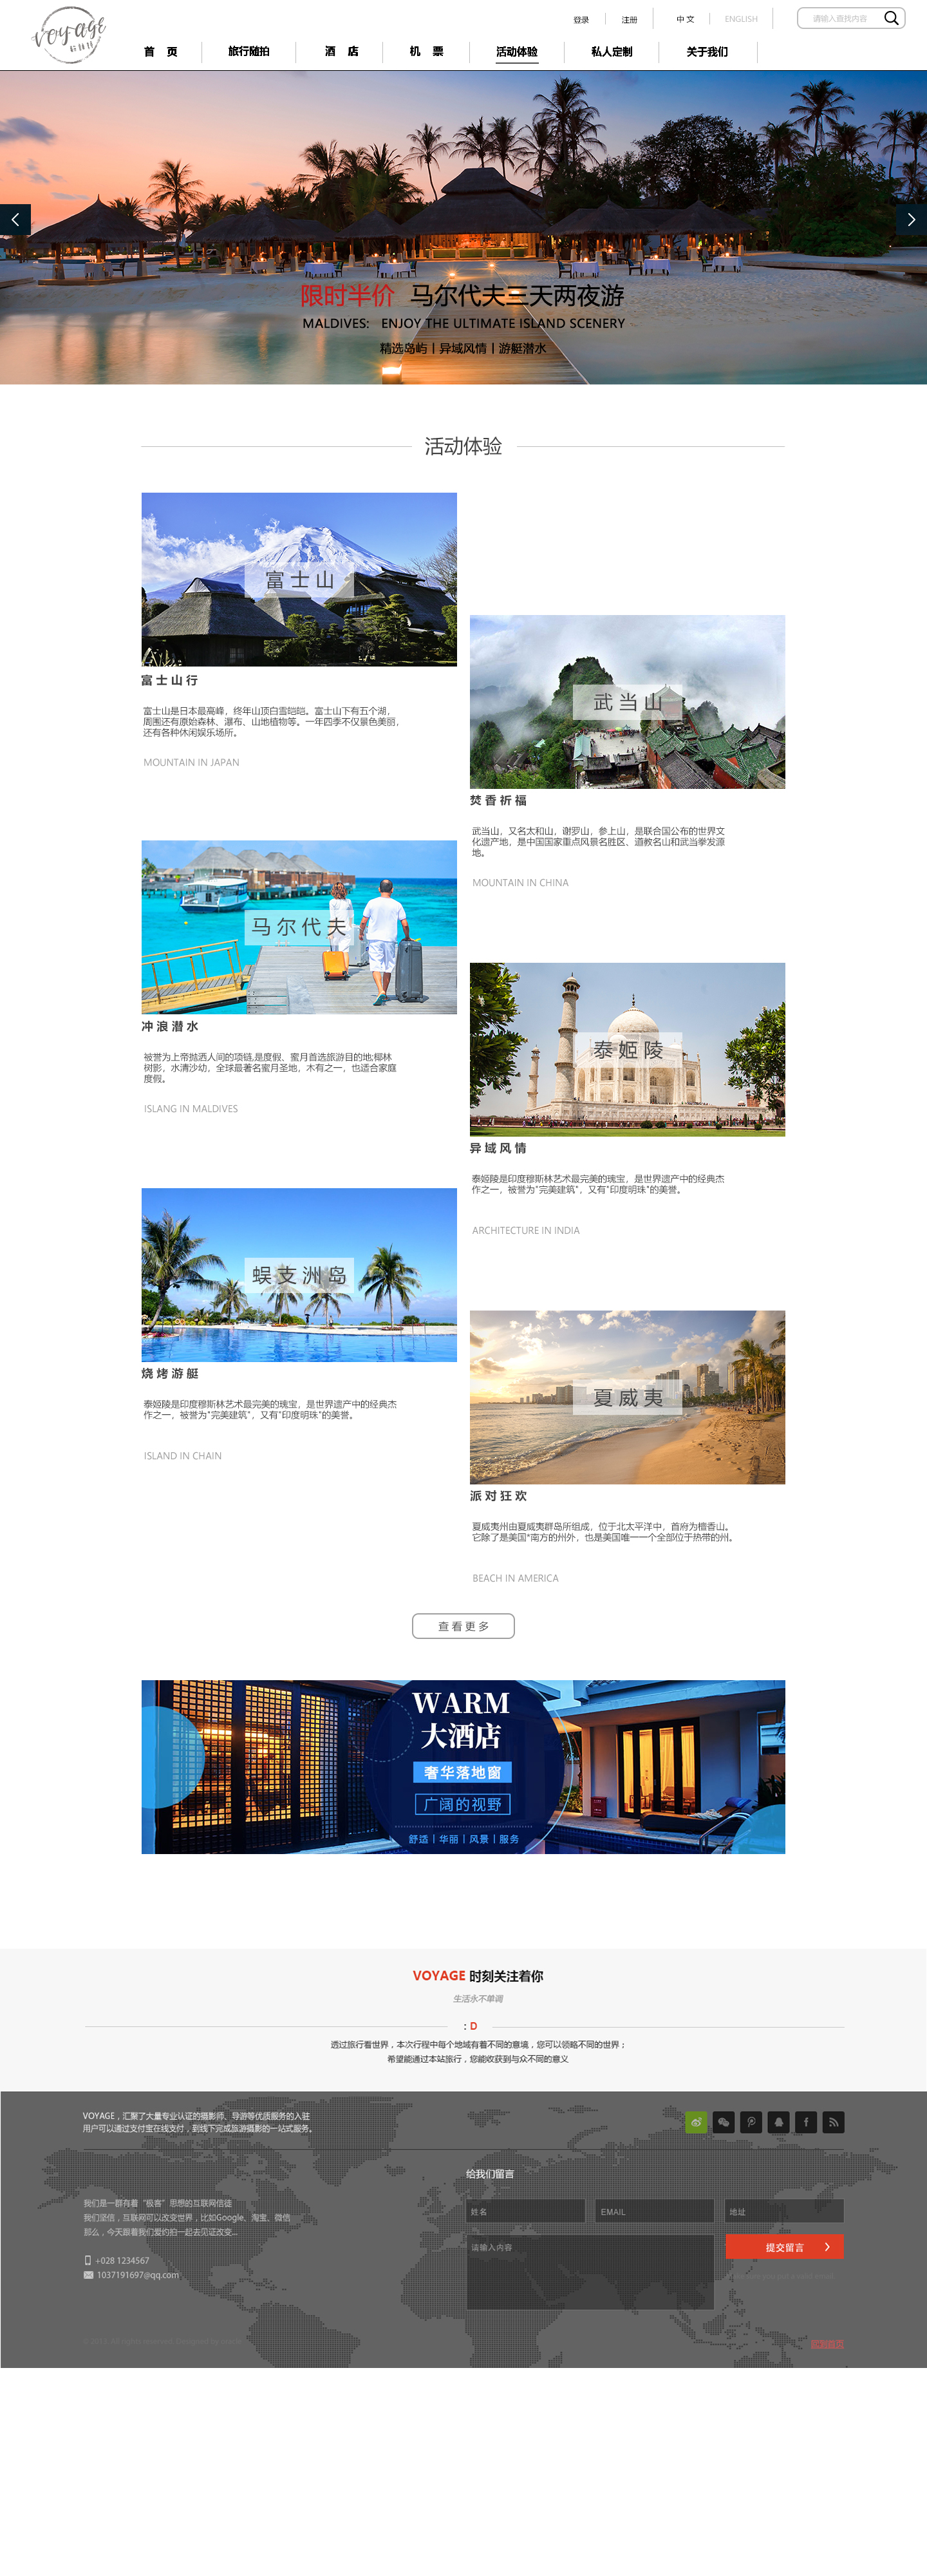 voyage
登录
注册
中 文
ENGLISH
请输入查找内容
首 页
旅行随拍
酒 店
机 票
活动体验
私人定制
关于我们
限时半价 马尔代夫三天两夜游
MALDIVES: ENJOY THE ULTIMATE ISLAND SCENERY
精选岛屿丨异域风情丨游艇潜水
活动体验
富士山
富士山行
富士山是日本最高峰，终年山顶白雪皑皑。富士山下有五个湖，
周围还有原始森林、瀑布、山地植物等。一年四季不仅景色美丽，
还有各种休闲娱乐场所。
MOUNTAIN IN JAPAN
武当山
焚香祈福
武当山，又名太和山，谢罗山，参上山，是联合国公布的世界文
化遗产地，是中国国家重点风景名胜区、道教名山和武当拳发源
地。
MOUNTAIN IN CHINA
马尔代夫
冲浪潜水
被誉为上帝抛洒人间的项链,是度假、蜜月首选旅游目的地;椰林
树影，水清沙幼，全球最著名蜜月圣地，木有之一，也适合家庭
度假。
ISLANG IN MALDIVES
泰姬陵
异域风情
泰姬陵是印度穆斯林艺术最完美的瑰宝，是世界遗产中的经典杰
作之一，被誉为"完美建筑"，又有"印度明珠"的美誉。
ARCHITECTURE IN INDIA
蜈支洲岛
烧烤游艇
泰姬陵是印度穆斯林艺术最完美的瑰宝，是世界遗产中的经典杰
作之一，被誉为"完美建筑"，又有"印度明珠"的美誉。
ISLAND IN CHAIN
夏威夷
派对狂欢
夏威夷州由夏威夷群岛所组成，位于北太平洋中，首府为檀香山。
它除了是美国*南方的州外，也是美国唯一一个全部位于热带的州。
BEACH IN AMERICA
查看更多
WARM
大酒店
奢华落地窗
广阔的视野
舒适丨华丽丨风景丨服务
VOYAGE 时刻关注着你
生活永不单调
: D
透过旅行看世界，本次行程中每个地域有着不同的意境，您可以领略不同的世界；
希望能通过本站旅行，您能收获到与众不同的意义
VOYAGE，汇聚了大量专业认证的摄影师、导游等优质服务的入驻
用户可以通过支付宝在线支付，到线下完成旅游摄影的一站式服务。
给我们留言
我们是一群有着“极客”思想的互联网信徒
我们坚信，互联网可以改变世界，比如Google、淘宝、微信
那么，今天跟着我们爱约拍一起去见证改变...
+028 1234567
1037191697@qq.com
姓名
EMAIL
地址
请输入内容
提交留言